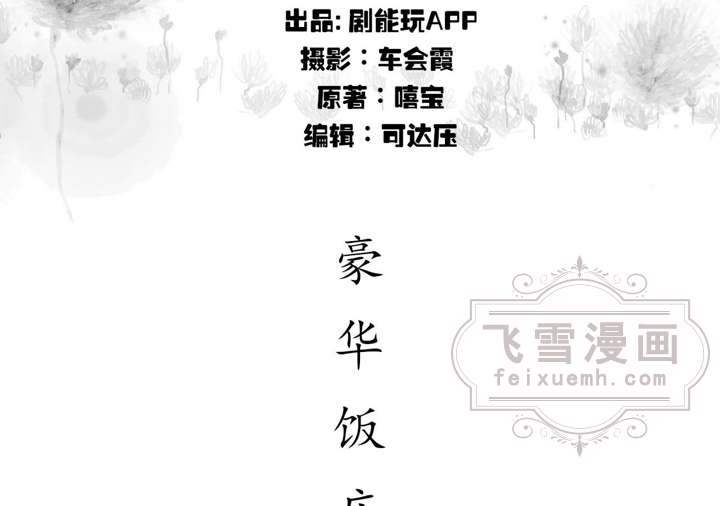 出品: 剧能玩APP
摄影：车会霞
原著：嘻宝
编辑：可达压
豪
华
饭
飞雪漫画
feixuemh.com